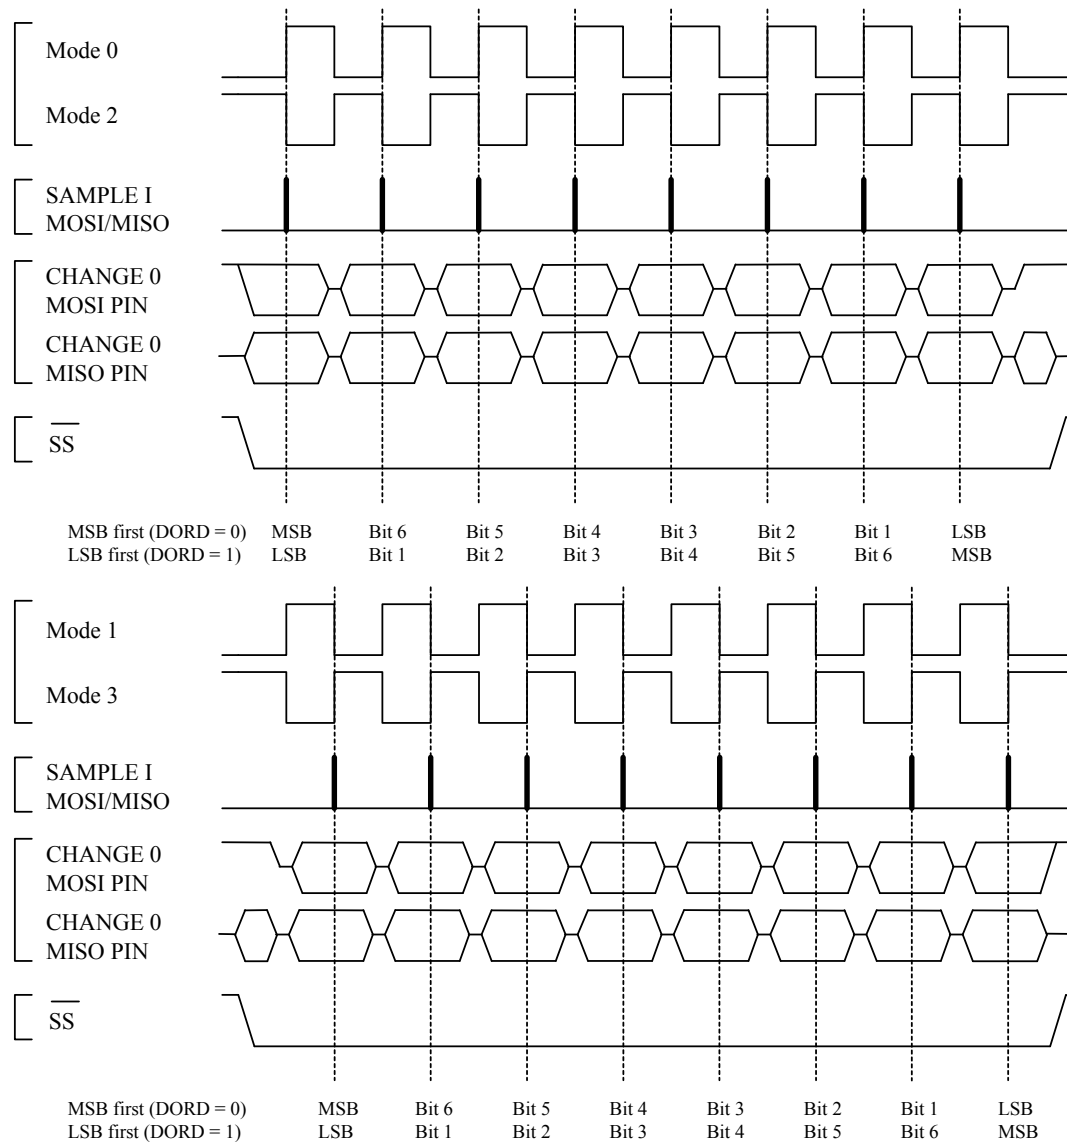 Mode 0
Mode 2
SAMPLE I
MOSI/MISO
CHANGE 0
MOSI PIN
CHANGE 0
MISO PIN
SS
MSB first (DORD = 0) MSB Bit 6 Bit 5 Bit 4 Bit 3 Bit 2 Bit 1 LSB
LSB first (DORD = 1) LSB Bit 1 Bit 2 Bit 3 Bit 4 Bit 5 Bit 6 MSB
Mode 1
Mode 3
SAMPLE I
MOSI/MISO
CHANGE 0
MOSI PIN
CHANGE 0
MISO PIN
SS
MSB first (DORD = 0) MSB Bit 6 Bit 5 Bit 4 Bit 3 Bit 2 Bit 1 LSB
LSB first (DORD = 1) LSB Bit 1 Bit 2 Bit 3 Bit 4 Bit 5 Bit 6 MSB